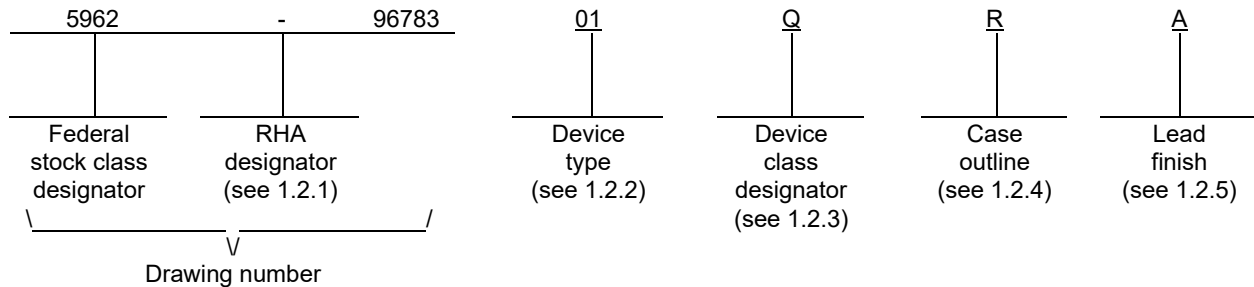 5962 - 96783 01 Q R A
Federal stock class designator
RHA designator (see 1.2.1)
Device type (see 1.2.2)
Device class designator (see 1.2.3)
Case outline (see 1.2.4)
Lead finish (see 1.2.5)
\ /
\/
Drawing number